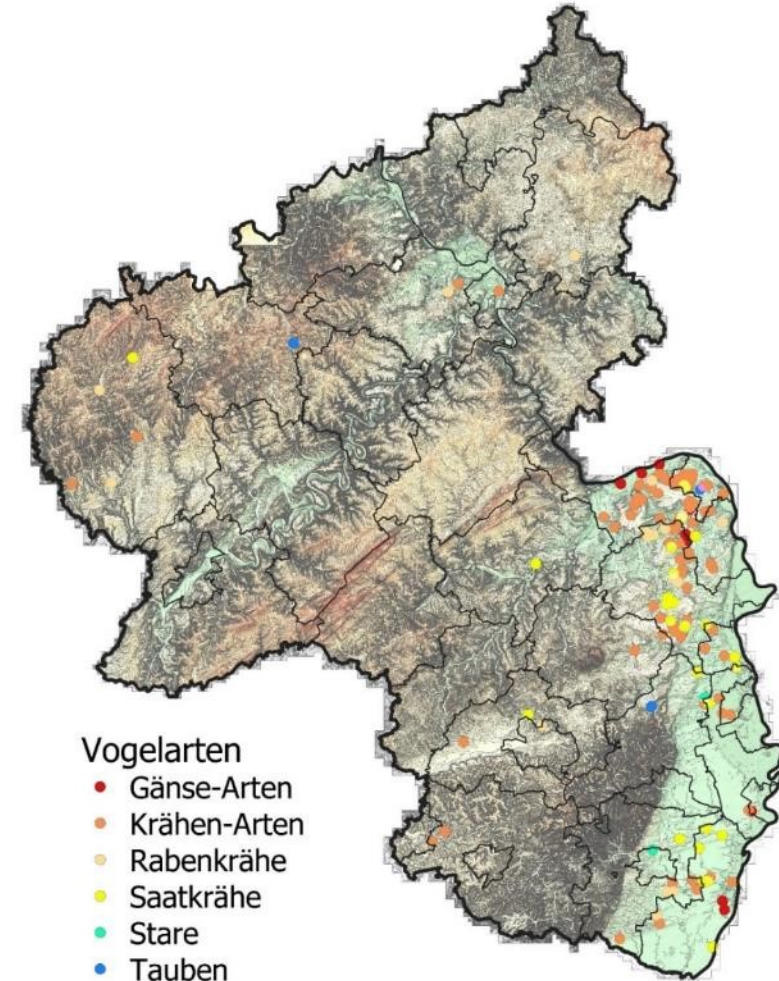 Vogelarten
Gänse-Arten
Krähen-Arten
Rabenkrähe
Saatkrähe
Stare
Tauben